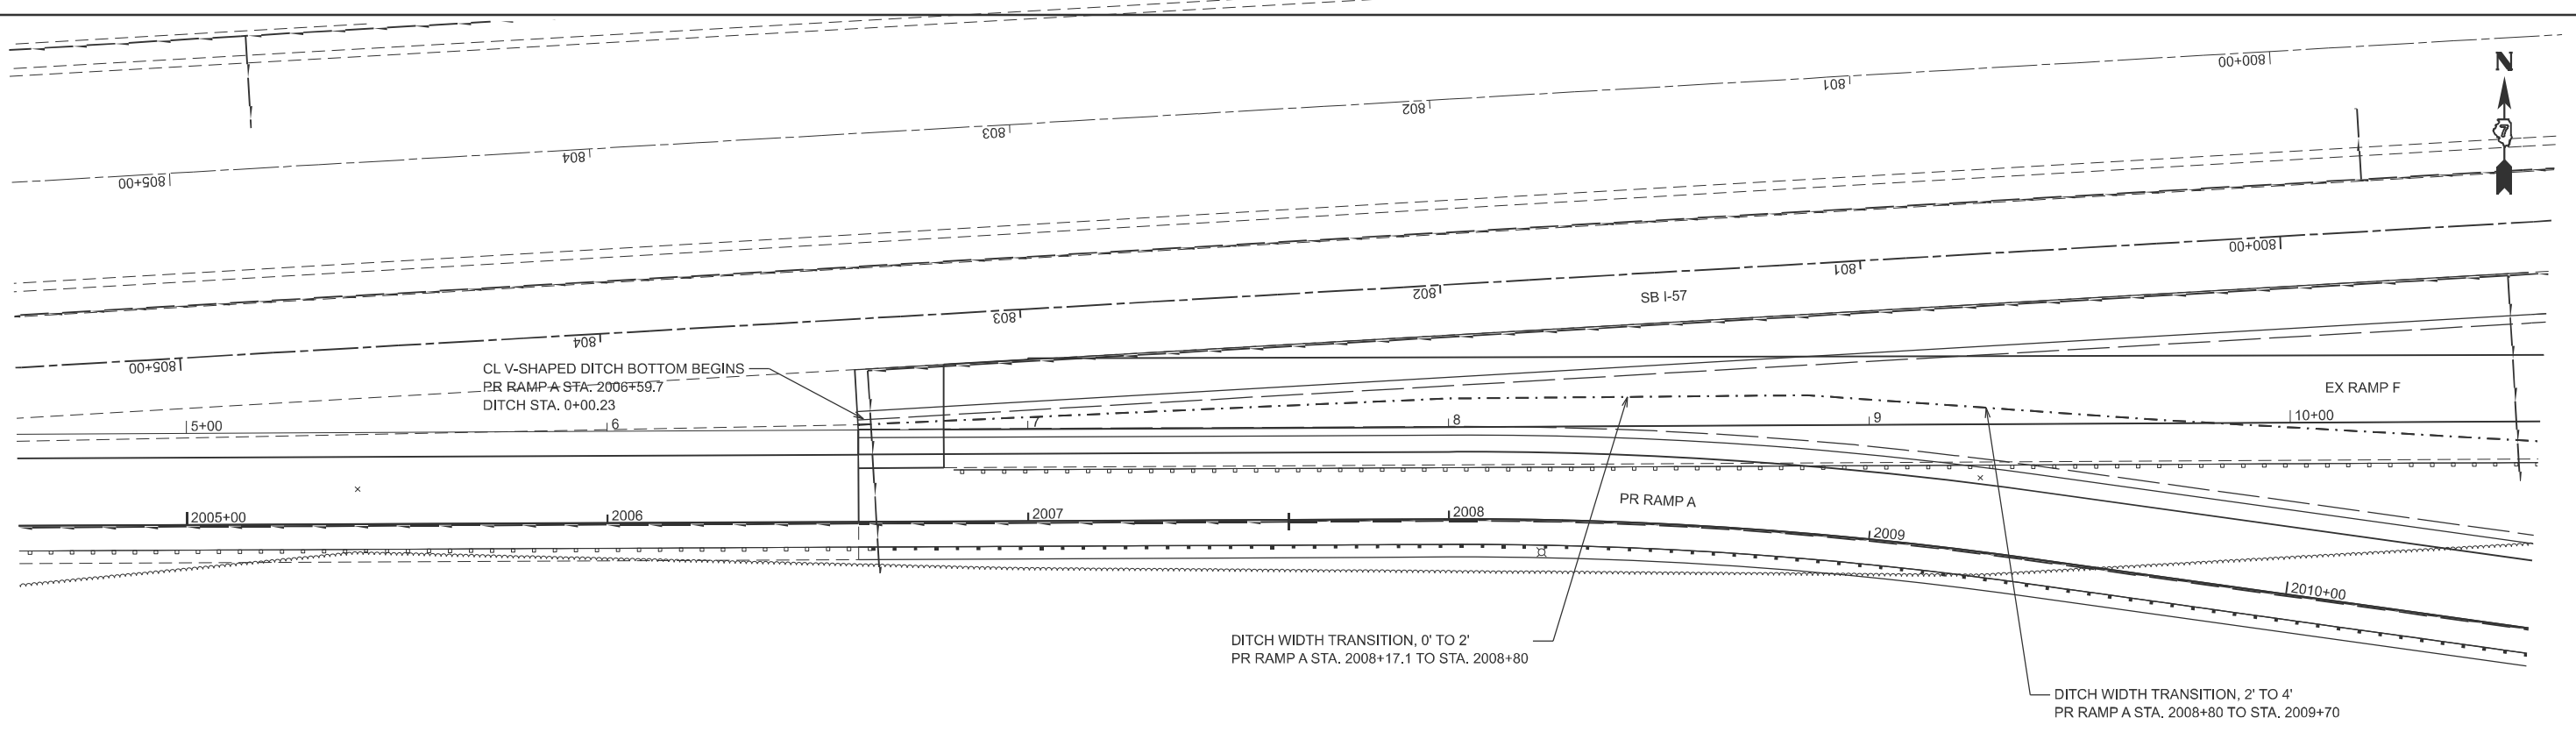 800+00
801
802
803
804
805+00
N
7
800+00
801
802
803
804
805+00
SB I-57
CL V-SHAPED DITCH BOTTOM BEGINS
PR RAMP A STA. 2006+59.7
DITCH STA. 0+00.23
EX RAMP F
5+00
6
7
8
9
10+00
PR RAMP A
2005+00
2006
2007
2008
2009
2010+00
DITCH WIDTH TRANSITION, 0' TO 2'
PR RAMP A STA. 2008+17.1 TO STA. 2008+80
DITCH WIDTH TRANSITION, 2' TO 4'
PR RAMP A STA. 2008+80 TO STA. 2009+70